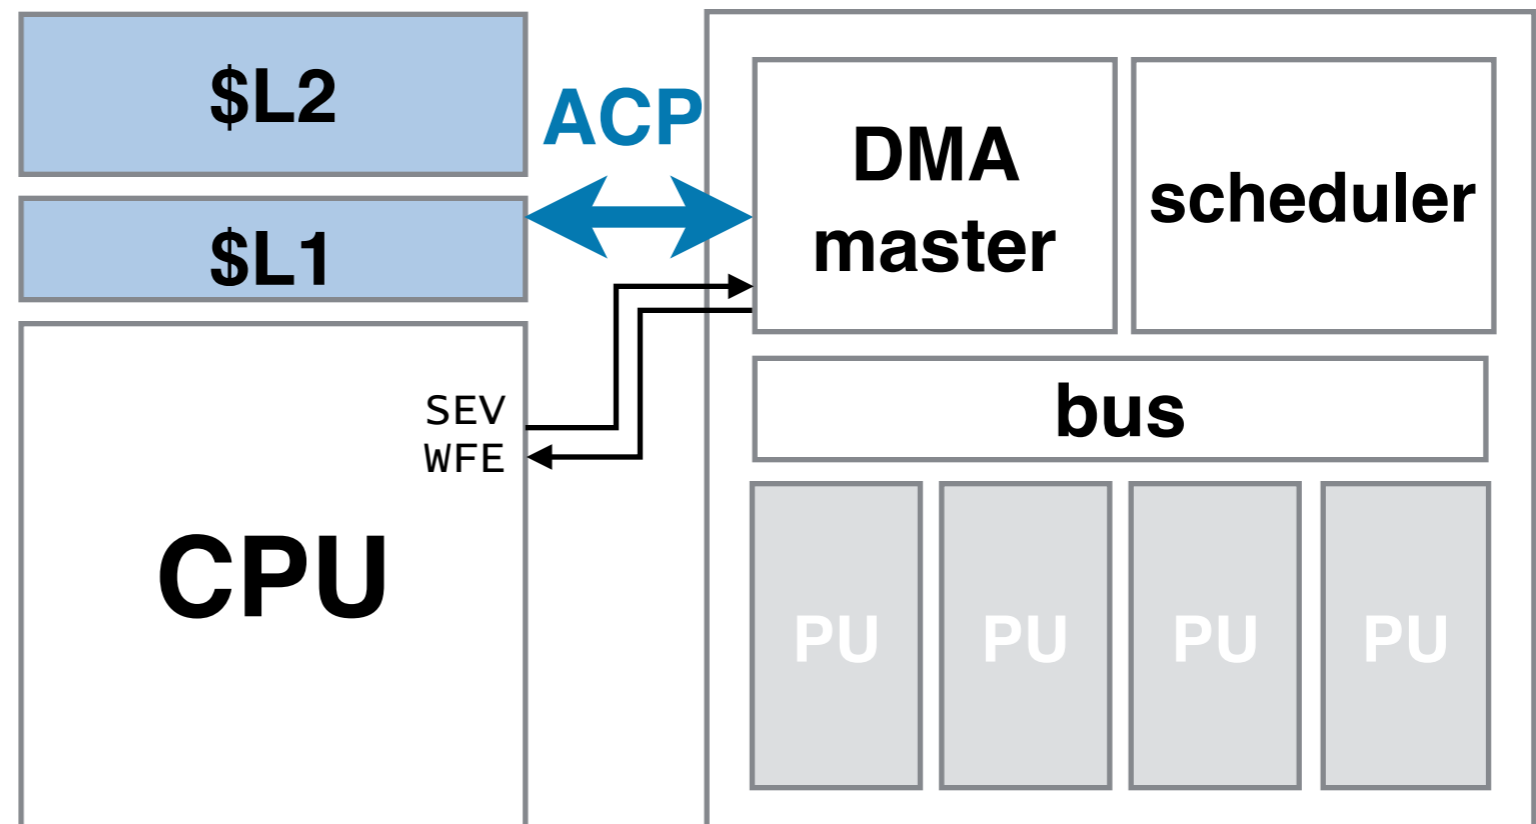 $L2
$L1
SEV
WFE
CPU
ACP
DMA
master
scheduler
bus
PU PU PU PU